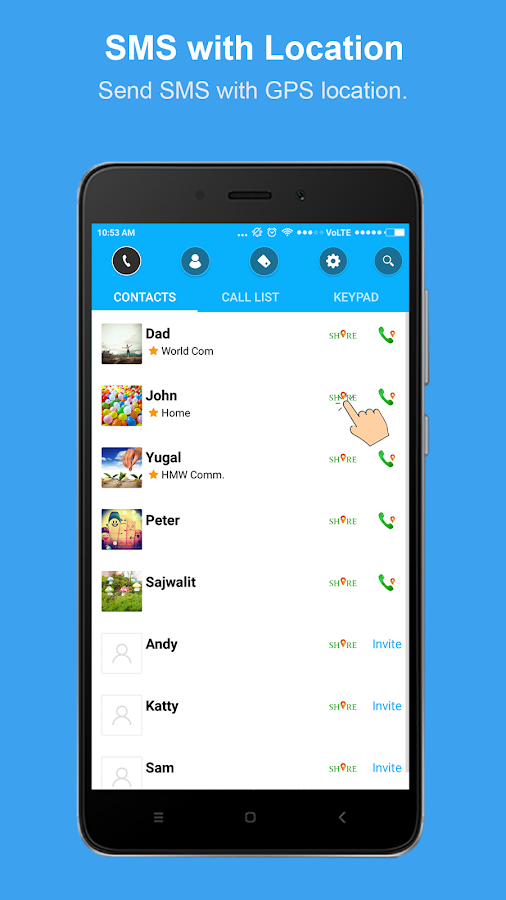 SMS with Location
Send SMS with GPS location.
10:53 AM
VoLTE
CONTACTS CALL LIST KEYPAD
Dad SHARE
World Com
John SHARE
Home
Yugal SHARE
HMW Comm.
Peter SHARE
Sajwalit SHARE
Andy SHARE Invite
Katty SHARE Invite
Sam SHARE Invite